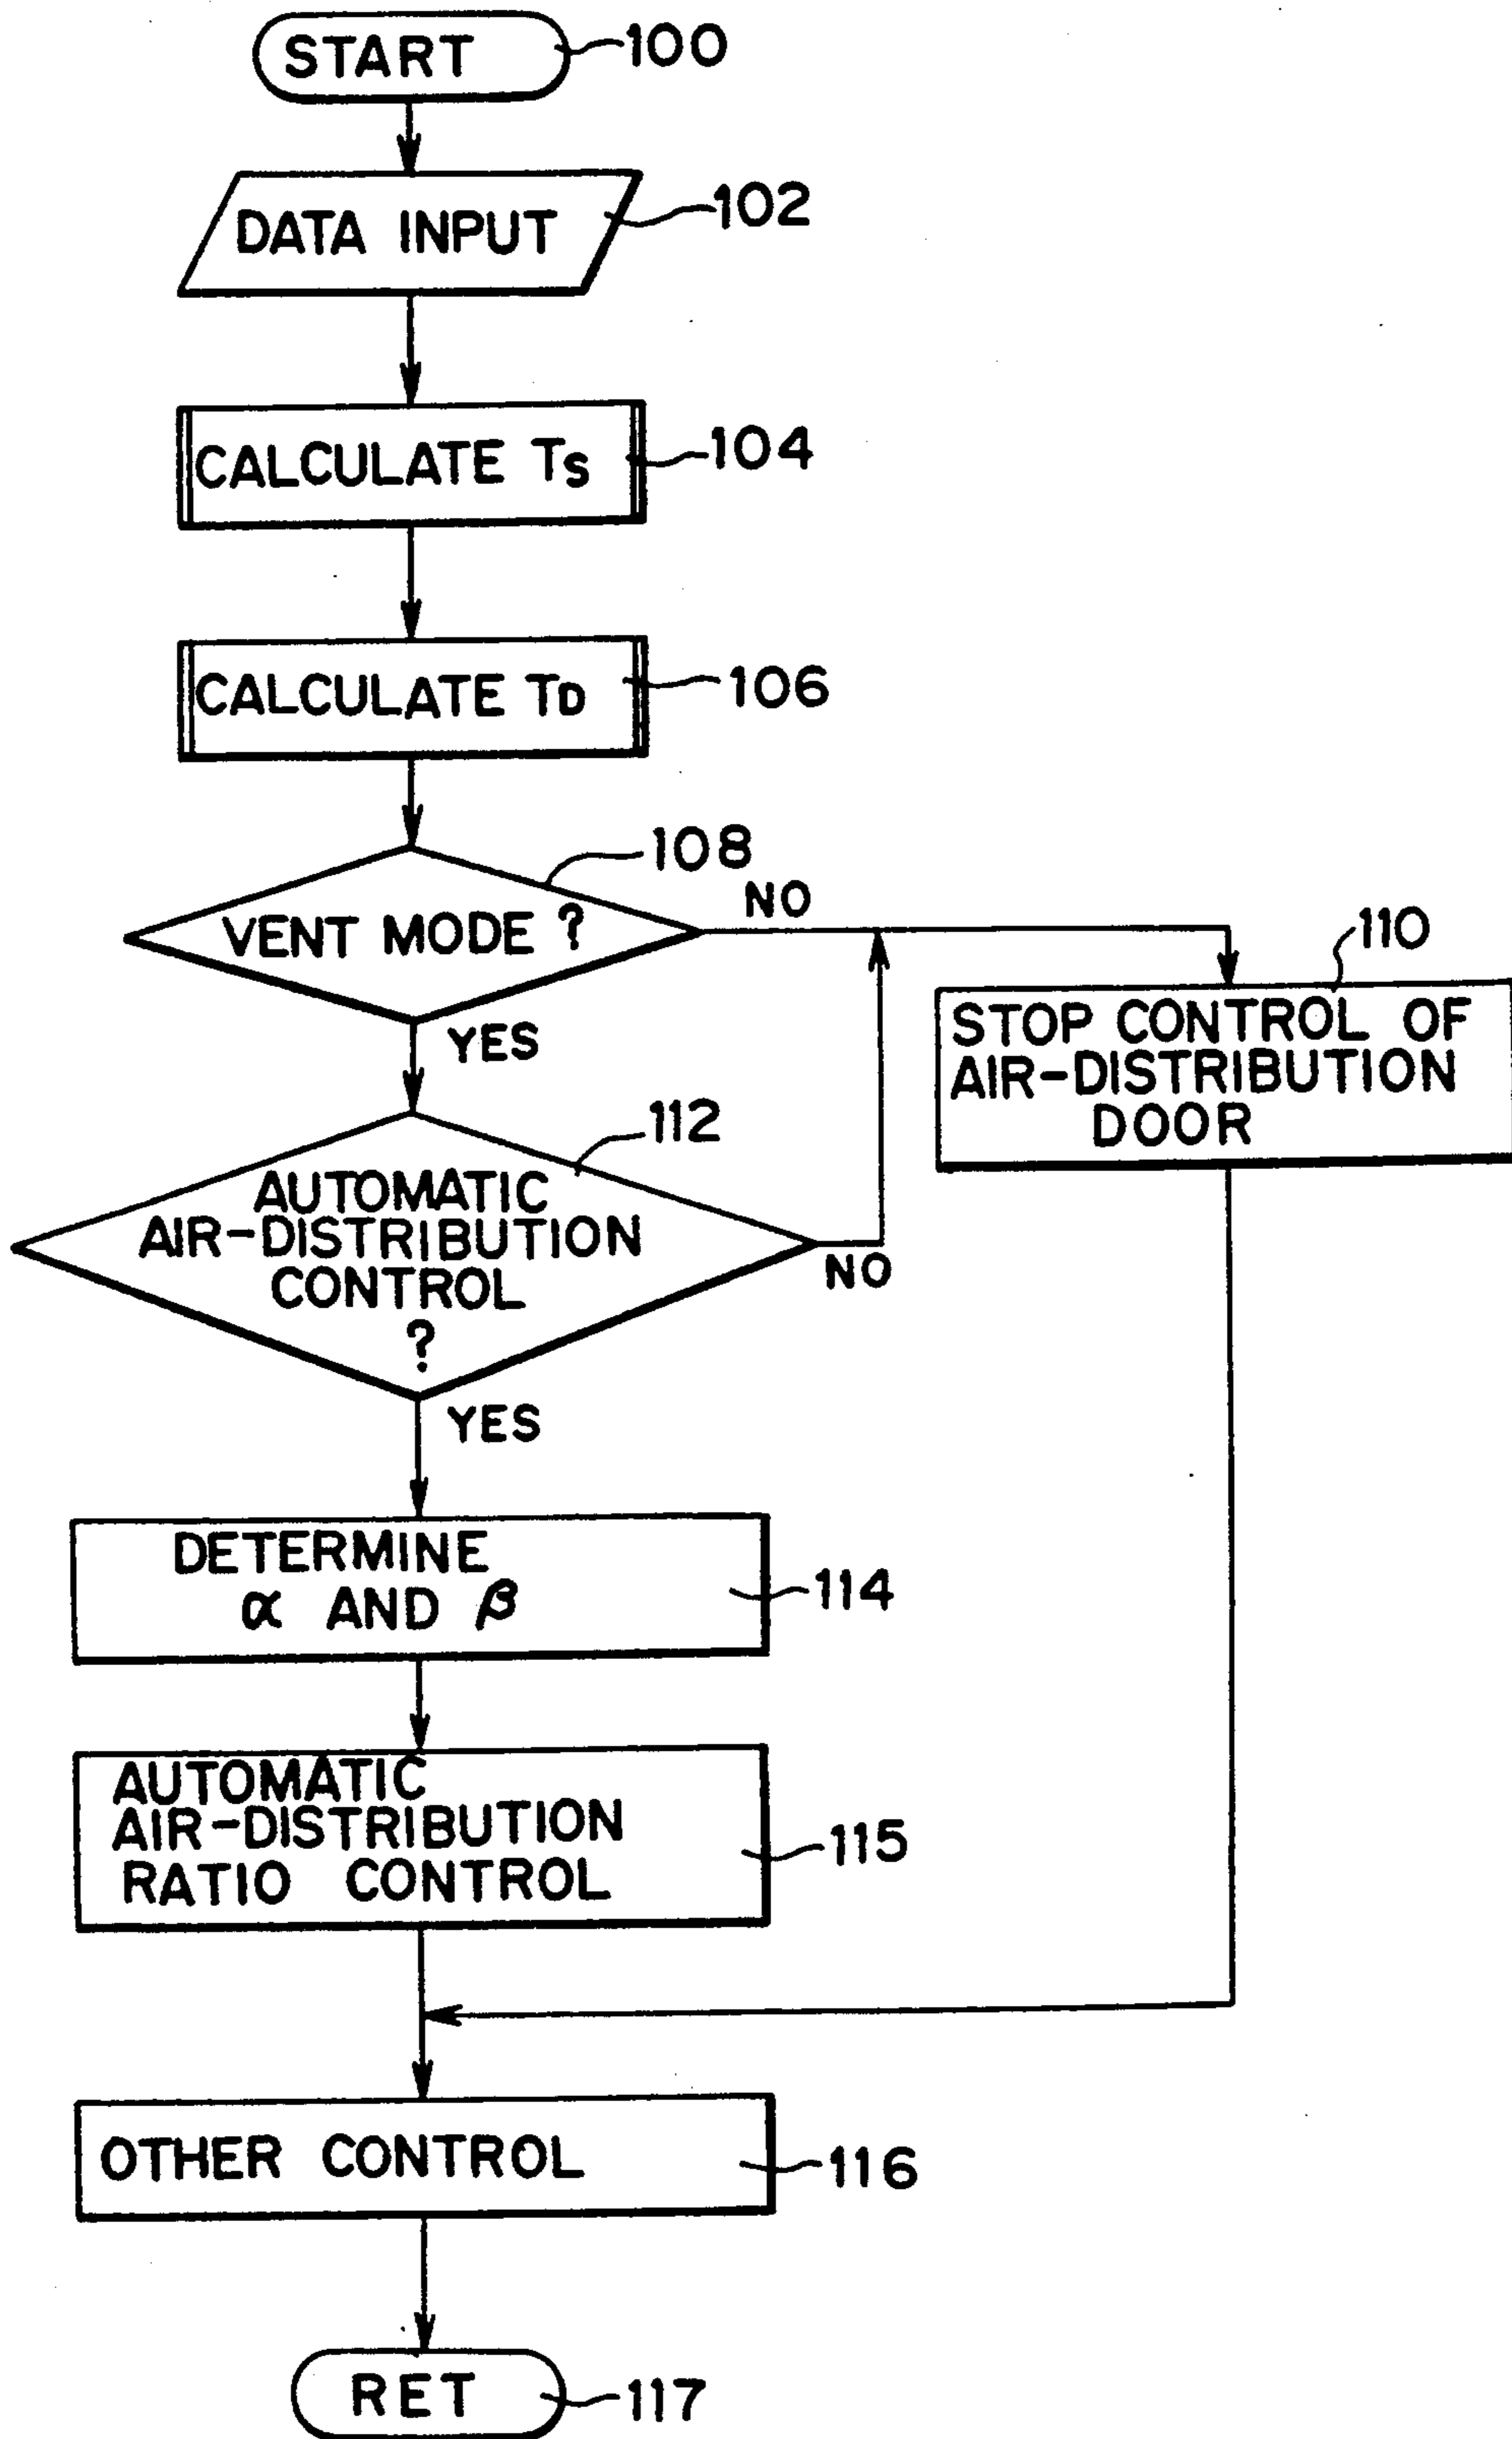 START
100
DATA INPUT
102
CALCULATE TS
104
CALCULATE TD
106
108
VENT MODE ?
NO
YES
110
STOP CONTROL OF
AIR-DISTRIBUTION
DOOR
112
AUTOMATIC
AIR-DISTRIBUTION
CONTROL
?
NO
YES
DETERMINE
α AND β
114
AUTOMATIC
AIR-DISTRIBUTION
RATIO CONTROL
115
OTHER CONTROL
116
RET
117